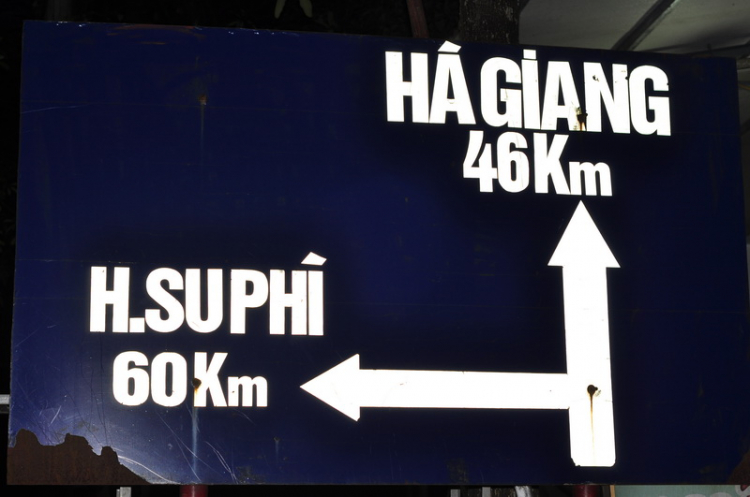 HÀ GIANG
46Km
H.SU PHÌ
60Km